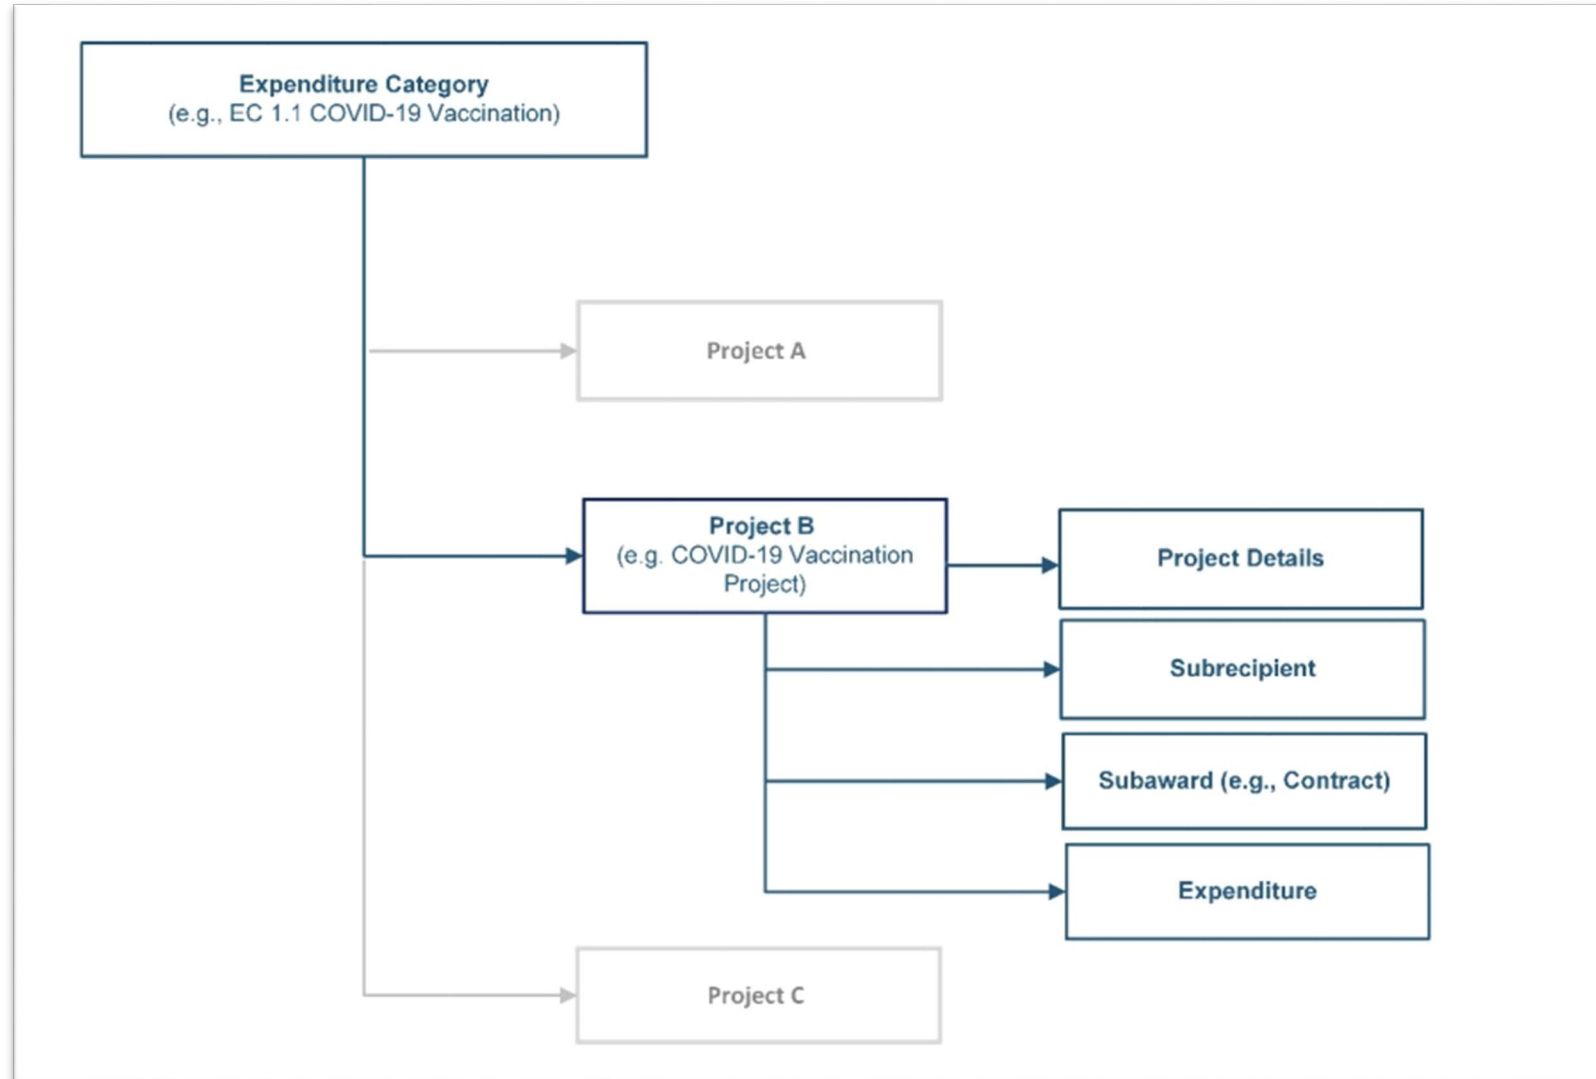 Expenditure Category
(e.g., EC 1.1 COVID-19 Vaccination)
Project A
Project B
(e.g. COVID-19 Vaccination
Project)
Project Details
Subrecipient
Subaward (e.g., Contract)
Expenditure
Project C